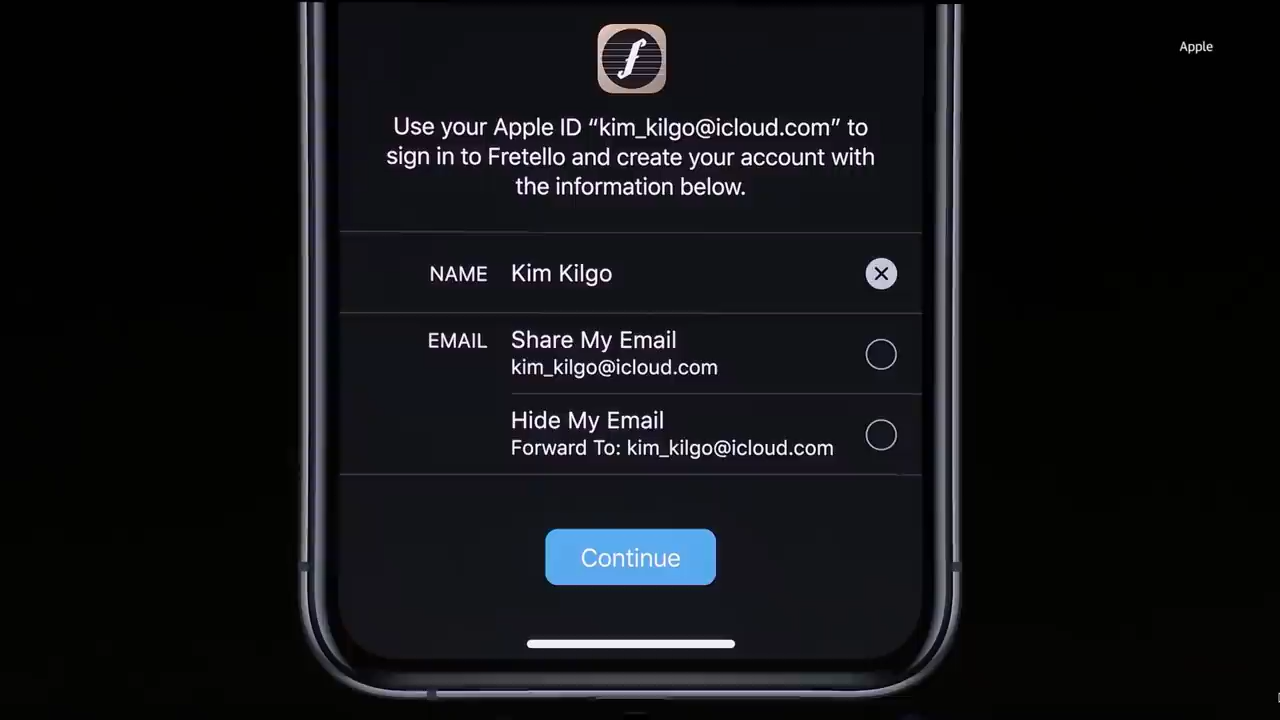 Apple
Use your Apple ID “kim_kilgo@icloud.com” to
sign in to Fretello and create your account with
the information below.
NAME Kim Kilgo
EMAIL Share My Email
kim_kilgo@icloud.com
Hide My Email
Forward To: kim_kilgo@icloud.com
Continue